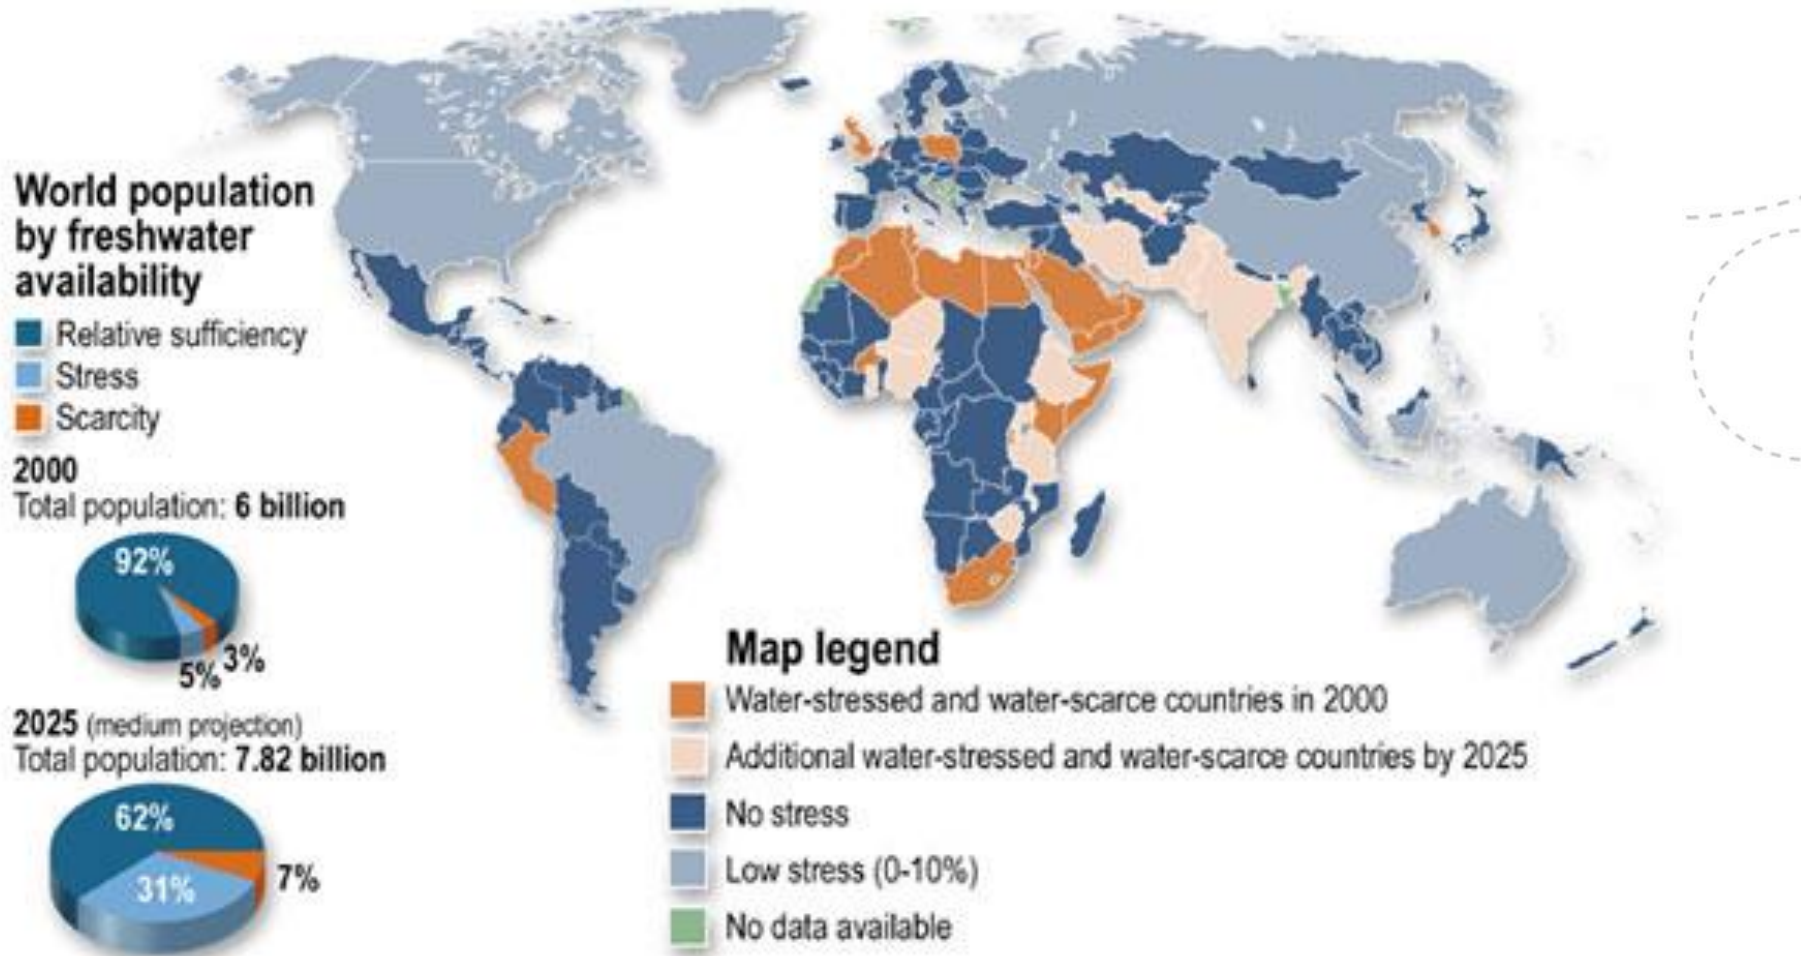 World population
by freshwater
availability
Relative sufficiency
Stress
Scarcity
2000
Total population: 6 billion
92%
5%
3%
2025 (medium projection)
Total population: 7.82 billion
62%
31%
7%
Map legend
Water-stressed and water-scarce countries in 2000
Additional water-stressed and water-scarce countries by 2025
No stress
Low stress (0-10%)
No data available